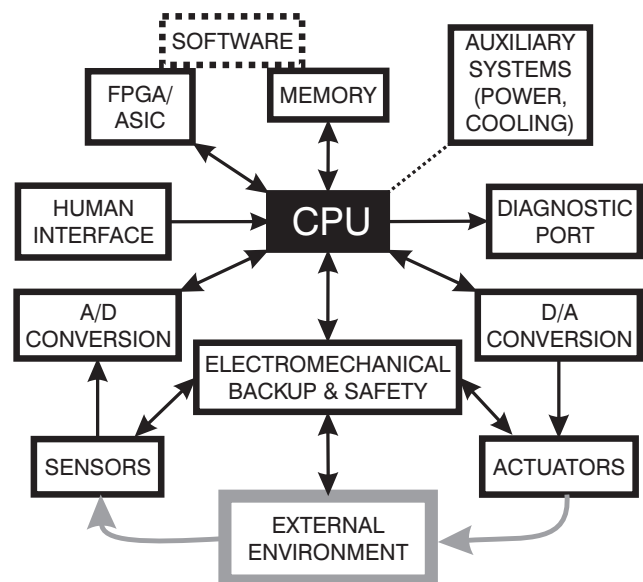 SOFTWARE
FPGA/
ASIC
MEMORY
AUXILIARY
SYSTEMS
(POWER,
COOLING)
HUMAN
INTERFACE
CPU
DIAGNOSTIC
PORT
A/D
CONVERSION
D/A
CONVERSION
ELECTROMECHANICAL
BACKUP & SAFETY
SENSORS
ACTUATORS
EXTERNAL
ENVIRONMENT